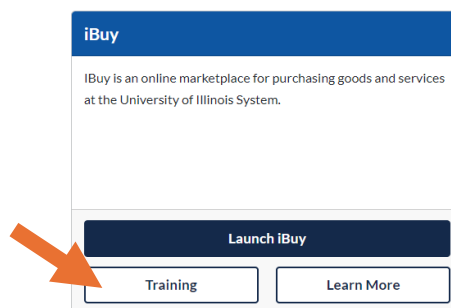 iBuy
IBuy is an online marketplace for purchasing goods and services
at the University of Illinois System.
Launch iBuy
Training
Learn More